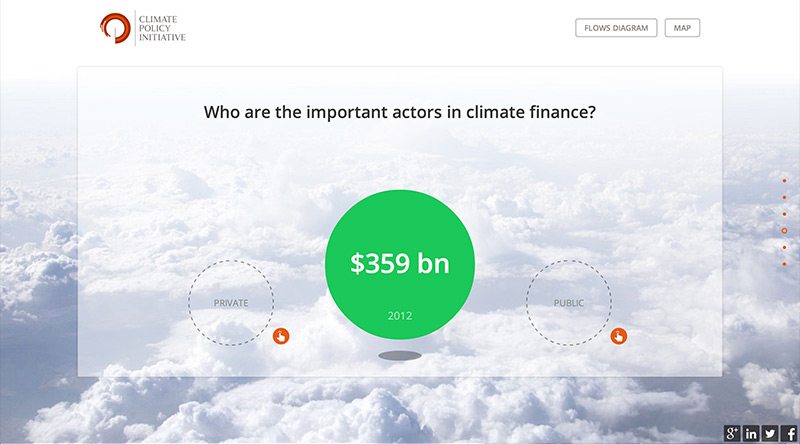 CLIMATE
POLICY
INITIATIVE
FLOWS DIAGRAM
MAP
Who are the important actors in climate finance?
$359 bn
2012
PRIVATE
PUBLIC
g+
in
f